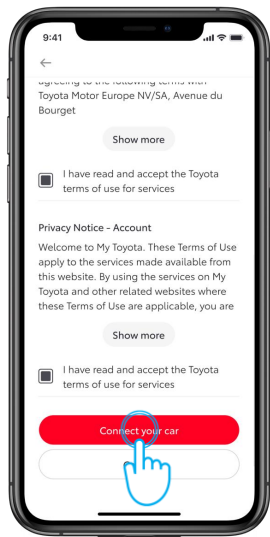 9:41
agreeing to the following terms with
Toyota Motor Europe NV/SA, Avenue du
Bourget
Show more
I have read and accept the Toyota
terms of use for services
Privacy Notice - Account
Welcome to My Toyota. These Terms of Use
apply to the services made available from
this website. By using the services on My
Toyota and other related websites where
these Terms of Use are applicable, you are
Show more
I have read and accept the Toyota
terms of use for services
Connect your car